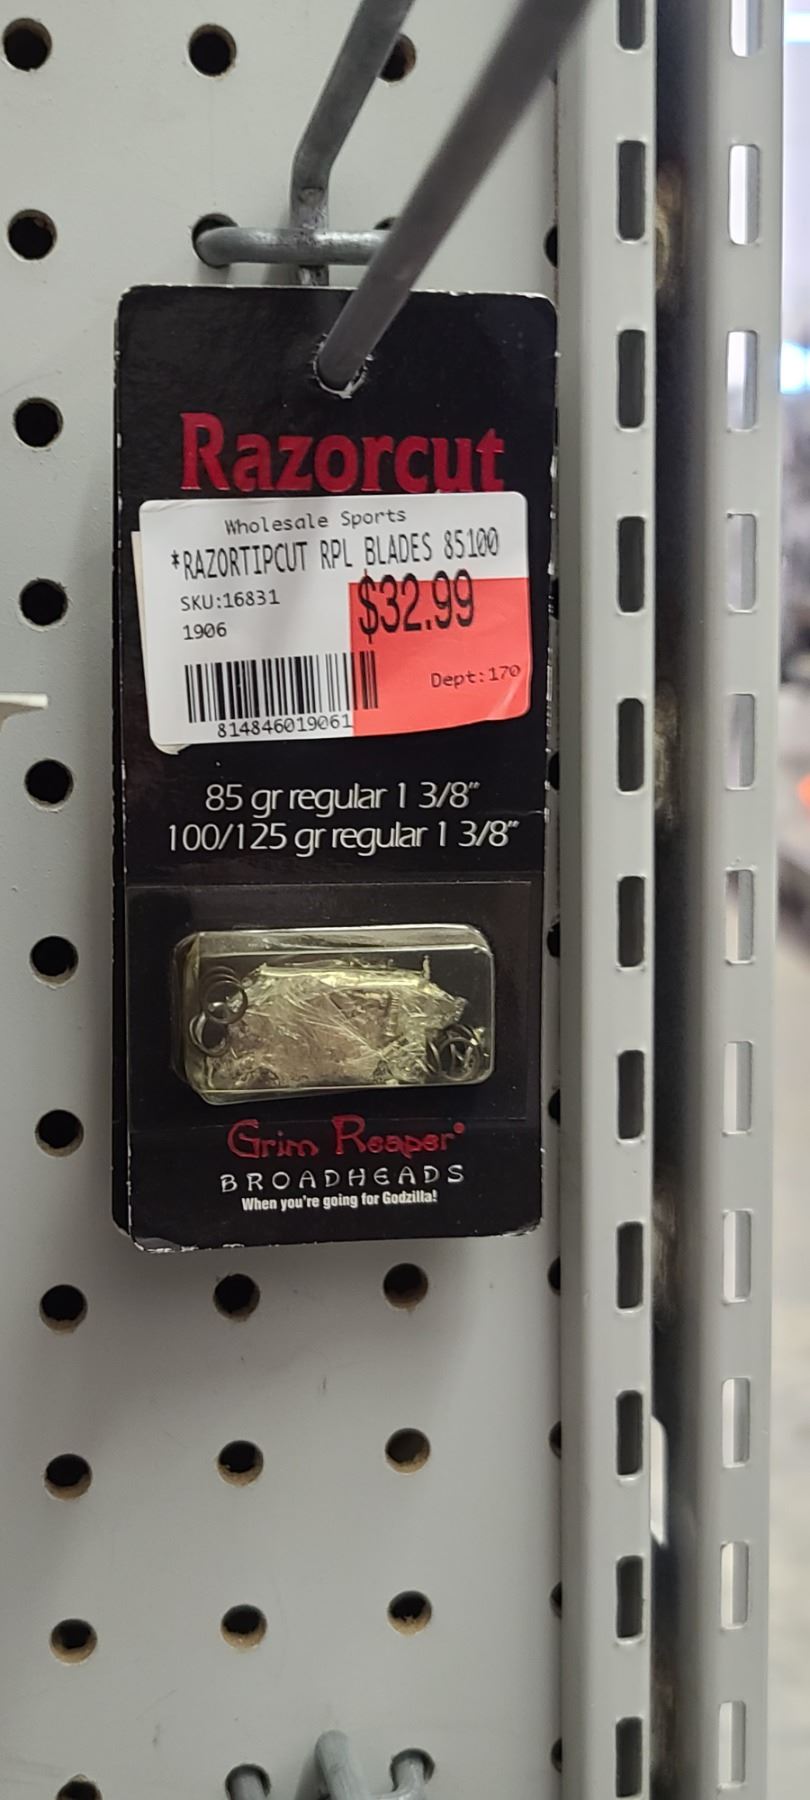 Razorcut
Wholesale Sports
*RAZORTIPCUT RPL BLADES 85100
SKU:16831
$32.99
1906
Dept:170
814846019061
85 gr regular 1 3/8"
100/125 gr regular 1 3/8"
Grim Reaper®
BROADHEADS
When you're going for Godzilla!